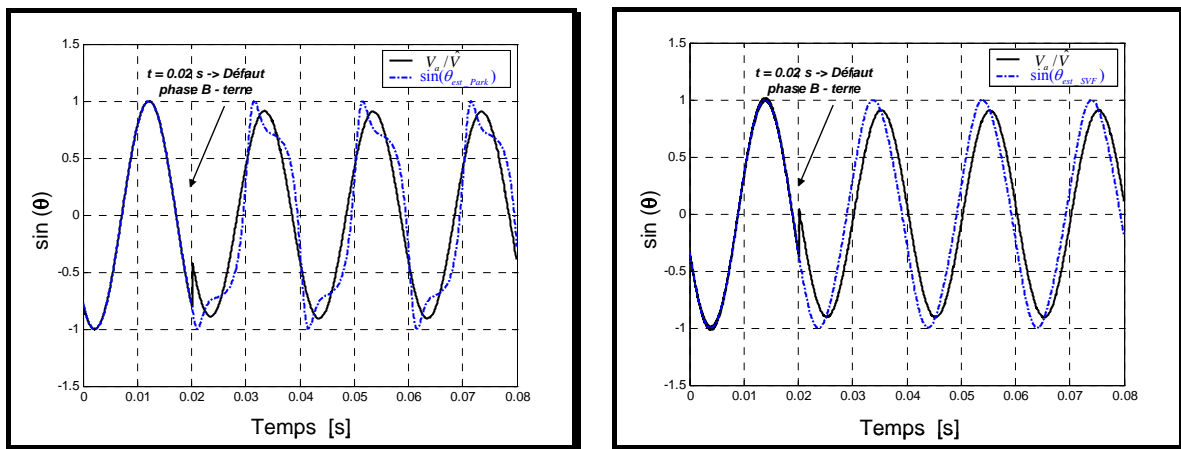 1.5
1
0.5
0
-0.5
-1
-1.5
sin (θ)
0 0.01 0.02 0.03 0.04 0.05 0.06 0.07 0.08
Temps [s]
t = 0.02 s -> Défaut
phase B - terre
V_a / V̂
sin(θ_est_Park)
1.5
1
0.5
0
-0.5
-1
-1.5
sin (θ)
0 0.01 0.02 0.03 0.04 0.05 0.06 0.07 0.08
Temps [s]
t = 0.02 s -> Défaut
phase B - terre
V_a / V̂
sin(θ_est_SVF)